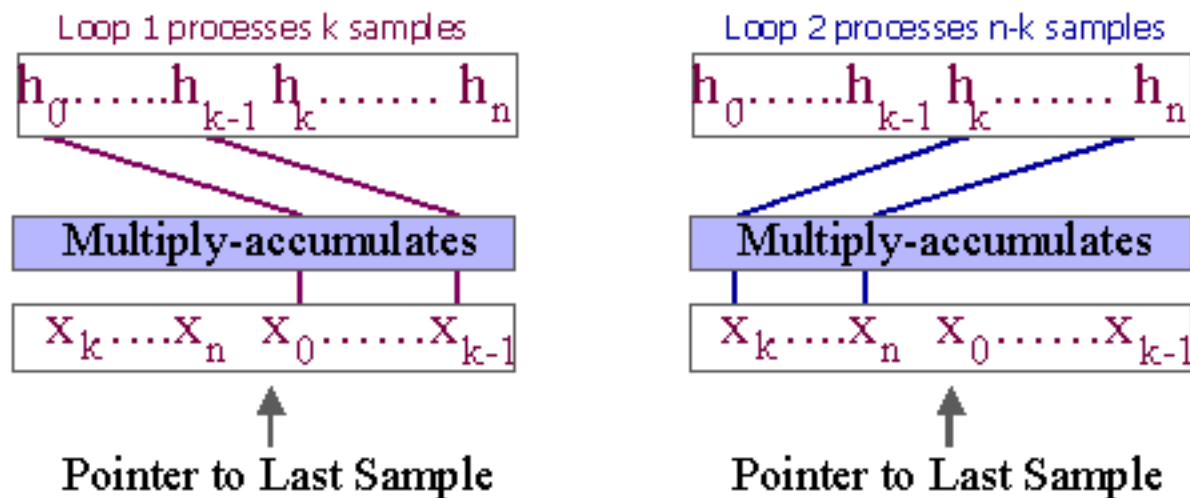 Loop 1 processes k samples
h₀......hₖ₋₁ hₖ....... hₙ
Multiply-accumulates
xₖ....xₙ x₀......xₖ₋₁
Pointer to Last Sample
Loop 2 processes n-k samples
h₀......hₖ₋₁ hₖ....... hₙ
Multiply-accumulates
xₖ....xₙ x₀......xₖ₋₁
Pointer to Last Sample